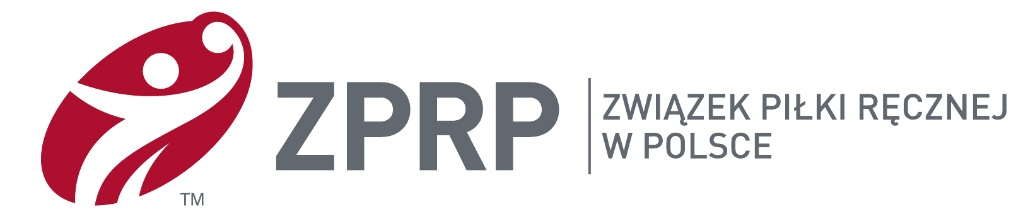 ZPRP
ZWIĄZEK PIŁKI RĘCZNEJ
W POLSCE
TM